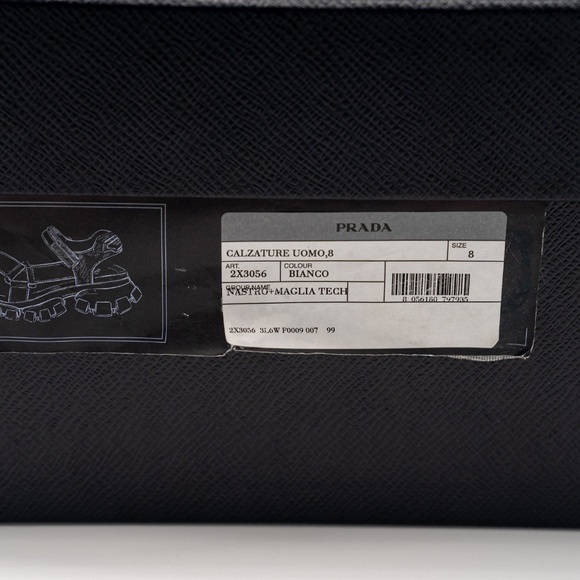 PRADA
CALZATURE UOMO,8
SIZE
8
ART.
2X3056
COLOUR
BIANCO
GROUP NAME
NASTRO+MAGLIA TECH
8 056180 797935
2X3056 3L6W F0009 007 99